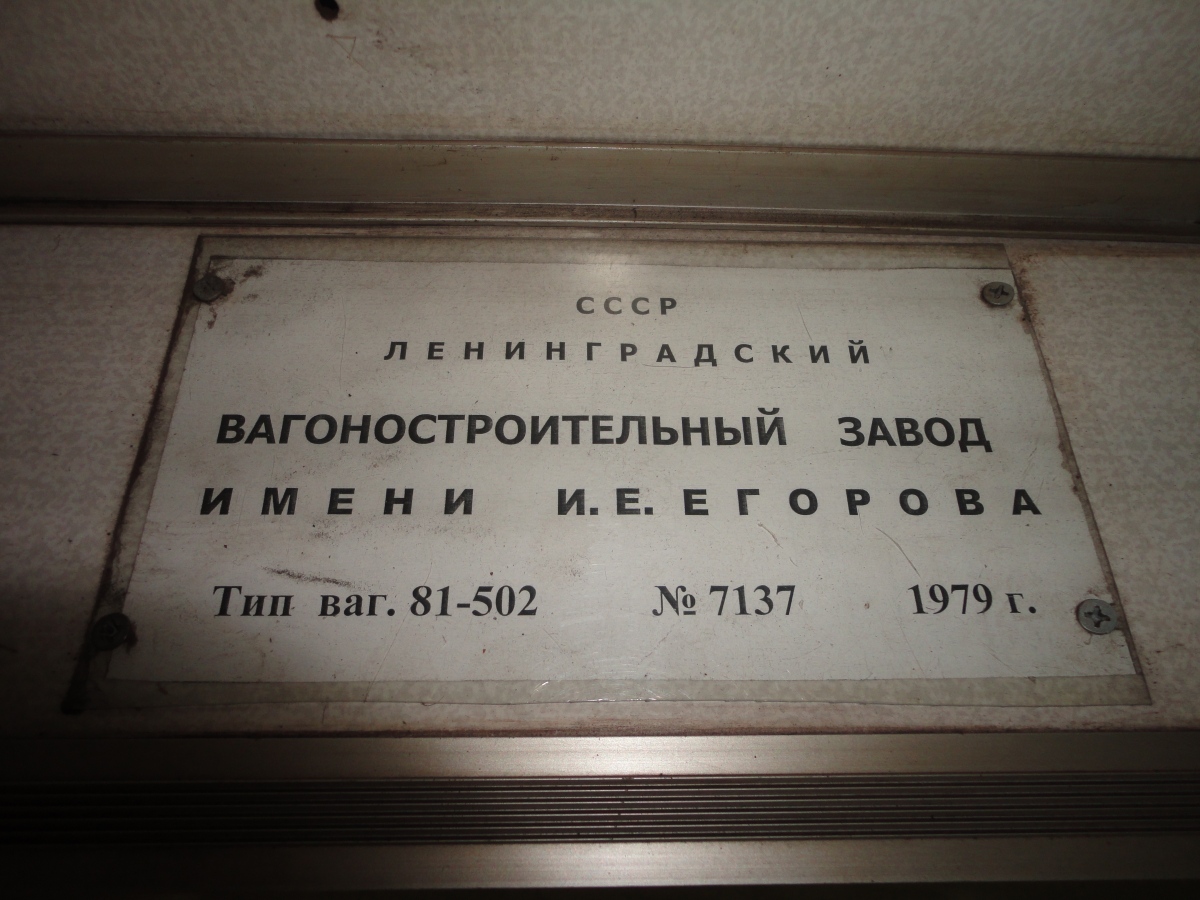 СССР
ЛЕНИНГРАДСКИЙ
ВАГОНОСТРОИТЕЛЬНЫЙ ЗАВОД
ИМЕНИ И.Е.ЕГОРОВА
Тип ваг. 81-502 № 7137 1979 г.